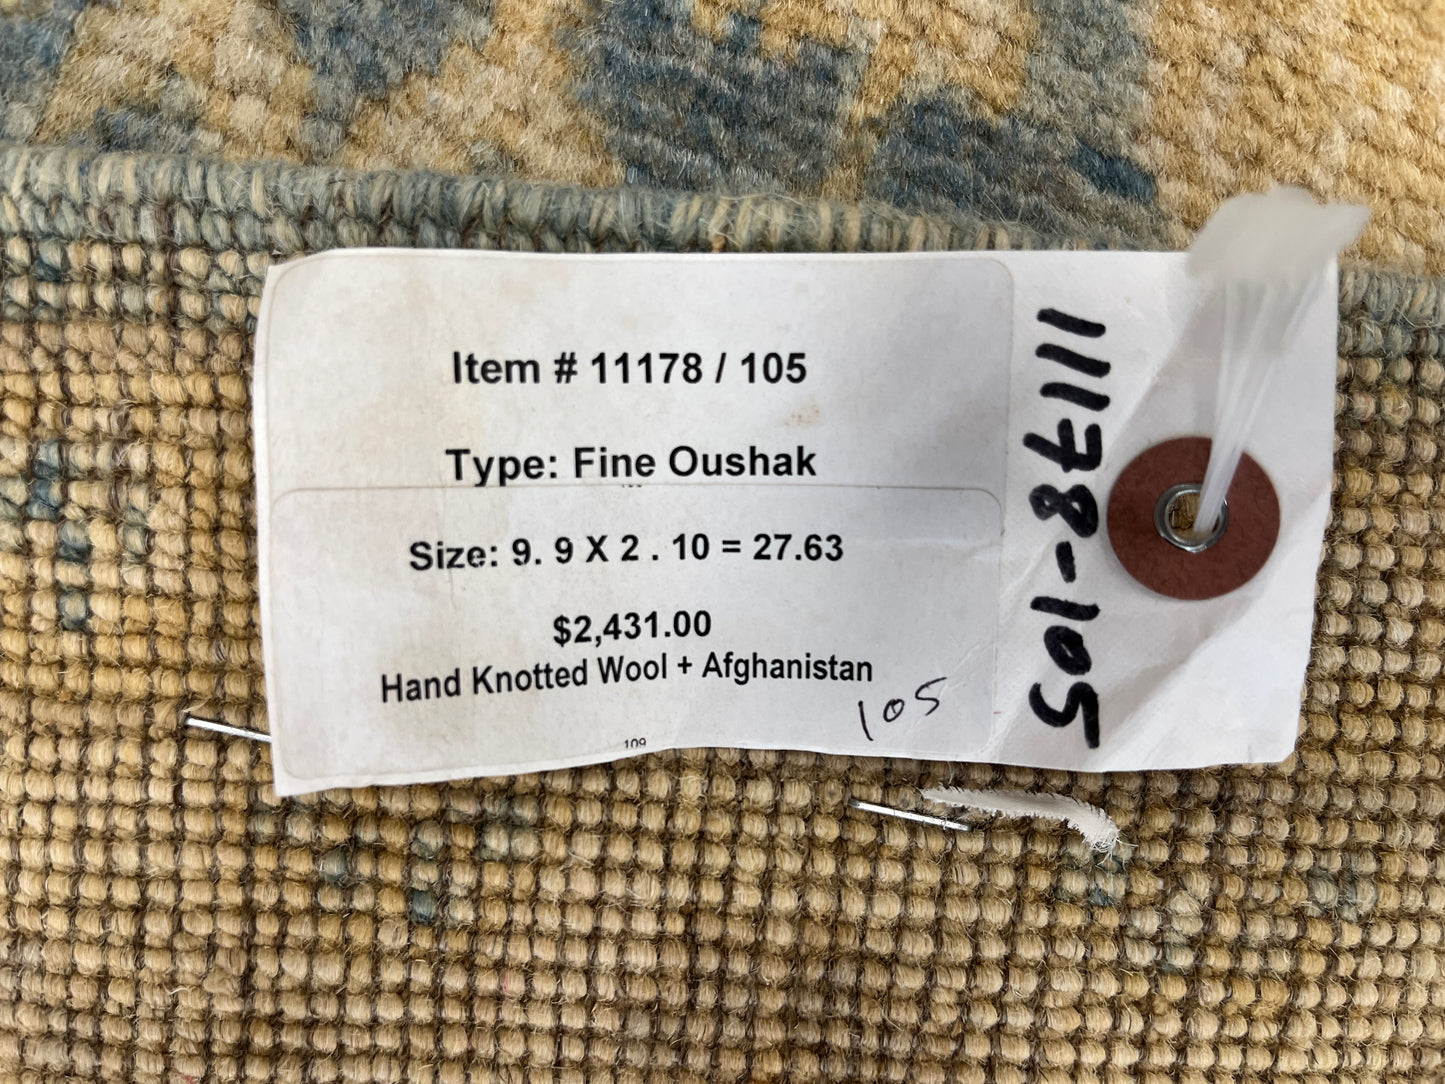 Item # 11178 / 105
Type: Fine Oushak
Size: 9. 9 X 2 . 10 = 27.63
$2,431.00
Hand Knotted Wool + Afghanistan
105
109
11178-105